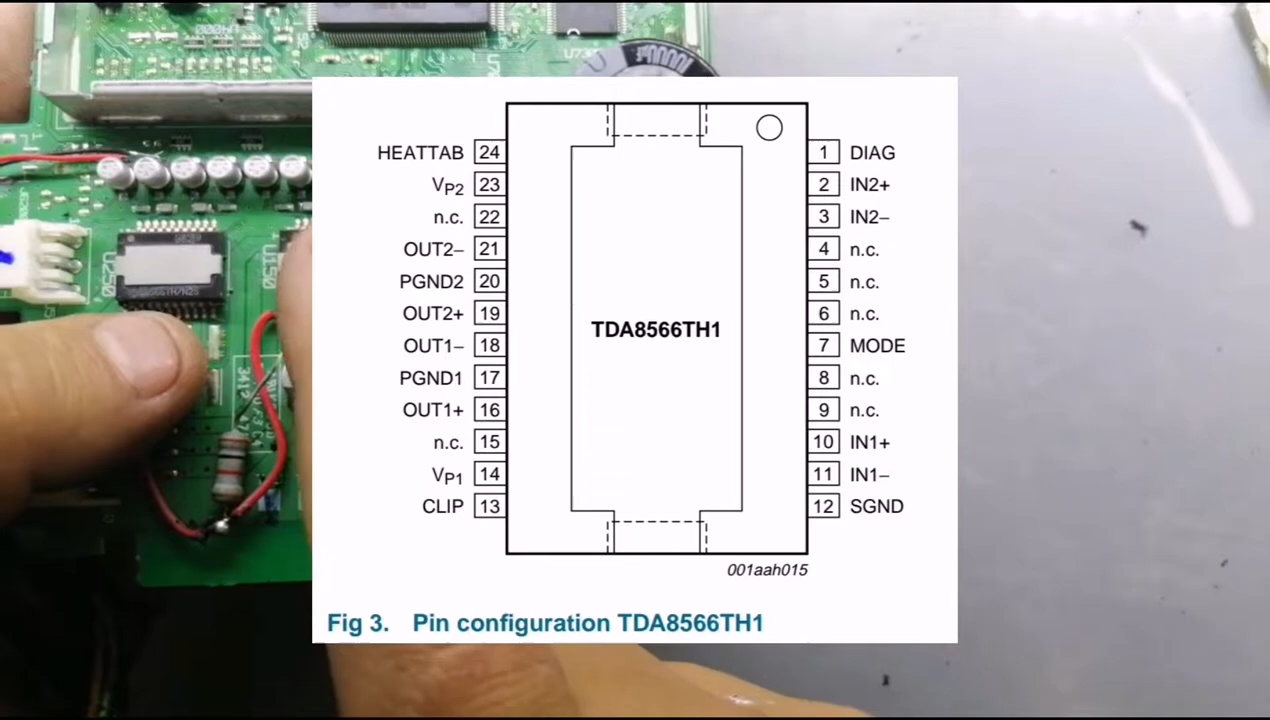 HEATTAB 24 1 DIAG
VP2 23 2 IN2+
n.c. 22 3 IN2−
OUT2− 21 4 n.c.
PGND2 20 5 n.c.
OUT2+ 19 6 n.c.
OUT1− 18 7 MODE
PGND1 17 8 n.c.
OUT1+ 16 9 n.c.
n.c. 15 10 IN1+
VP1 14 11 IN1−
CLIP 13 12 SGND
TDA8566TH1
001aah015
Fig 3. Pin configuration TDA8566TH1
U250
U150